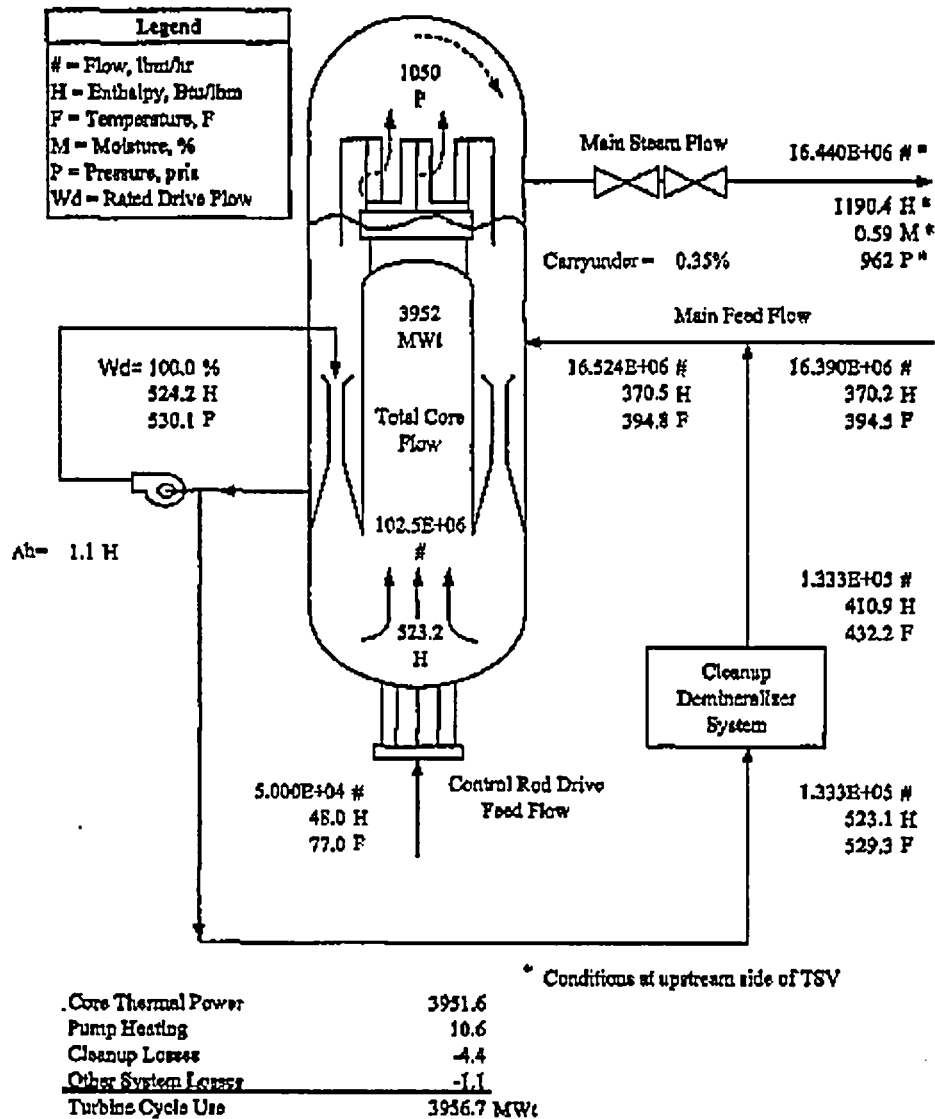 Legend
# = Flow, lbm/hr
H = Enthalpy, Btu/lbm
F = Temperature, F
M = Moisture, %
P = Pressure, psia
Wd = Rated Drive Flow
1050
P
Main Steam Flow
16.440E+06 # *
1190.4 H *
0.59 M *
962 P *
Carryunder = 0.35%
3952
MWt
Main Feed Flow
Wd= 100.0 %
524.2 H
530.1 F
16.524E+06 #
370.5 H
394.8 F
16.390E+06 #
370.2 H
394.5 F
Total Core
Flow
102.5E+06
#
Δh= 1.1 H
523.2
H
1.333E+05 #
410.9 H
432.2 F
Cleanup
Demineralizer
System
5.000E+04 #
48.0 H
77.0 F
Control Rod Drive
Feed Flow
1.333E+05 #
523.1 H
529.3 F
* Conditions at upstream side of TSV
Core Thermal Power 3951.6
Pump Heating 10.6
Cleanup Losses -4.4
Other System Losses -1.1
Turbine Cycle Use 3956.7 MWt